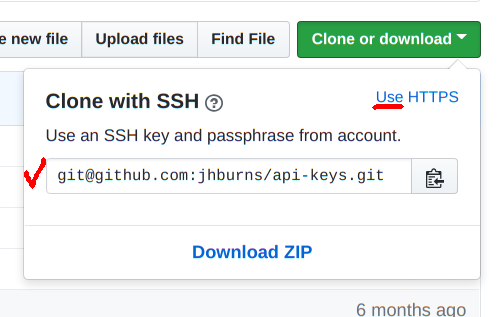 e new file Upload files Find File Clone or download
Clone with SSH ? Use HTTPS
Use an SSH key and passphrase from account.
git@github.com:jhburns/api-keys.git
Download ZIP
6 months ago